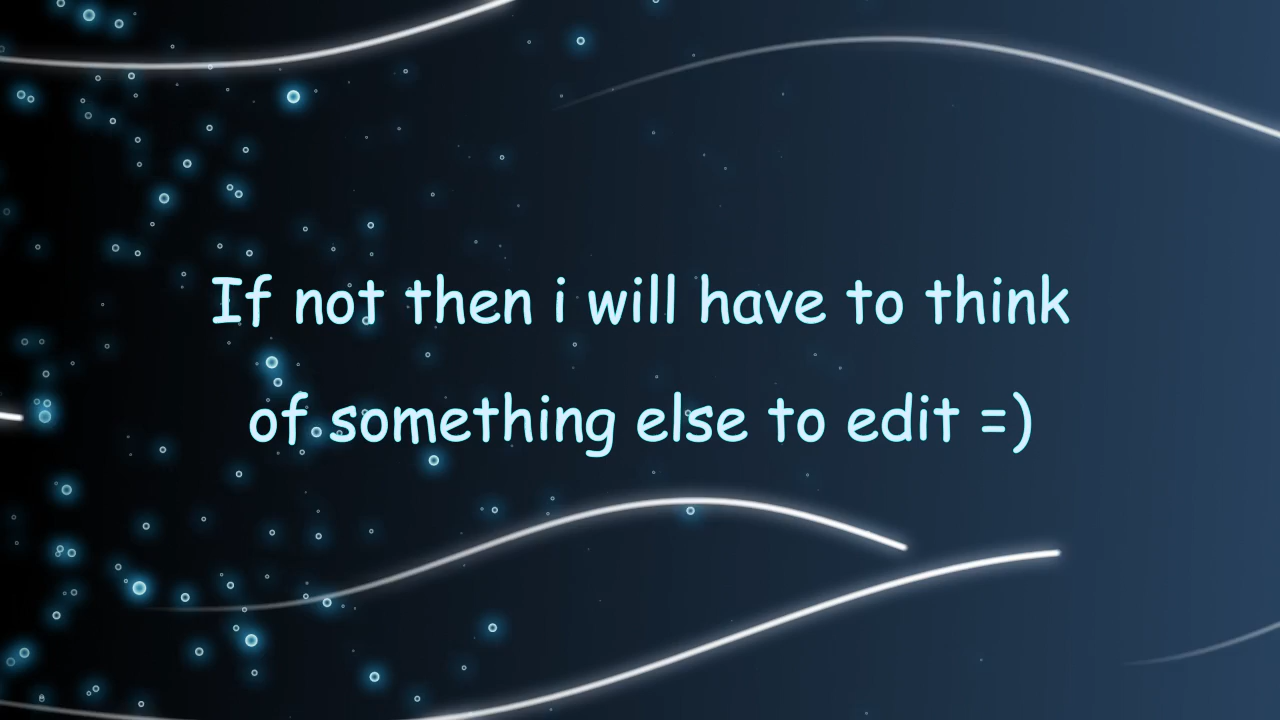 If not then i will have to think
of something else to edit =)